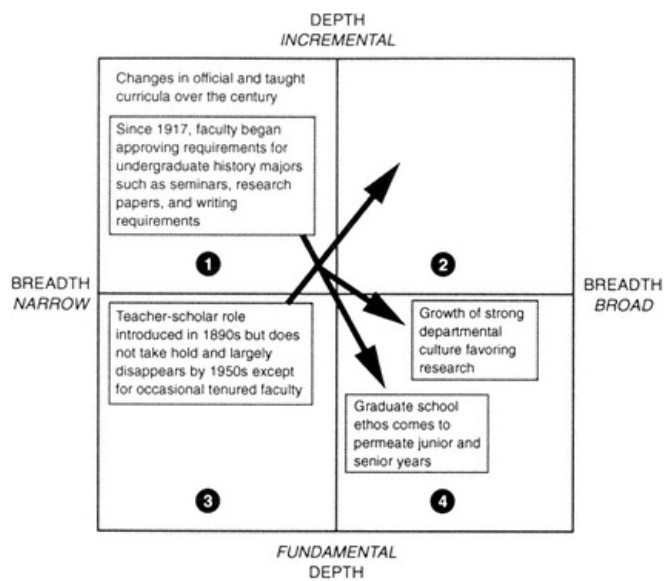 DEPTH
INCREMENTAL
Changes in official and taught
curricula over the century
Since 1917, faculty began
approving requirements for
undergraduate history majors
such as seminars, research
papers, and writing
requirements
1
2
BREADTH
NARROW
BREADTH
BROAD
Teacher-scholar role
introduced in 1890s but does
not take hold and largely
disappears by 1950s except
for occasional tenured faculty
Growth of strong
departmental
culture favoring
research
Graduate school
ethos comes to
permeate junior and
senior years
3
4
FUNDAMENTAL
DEPTH